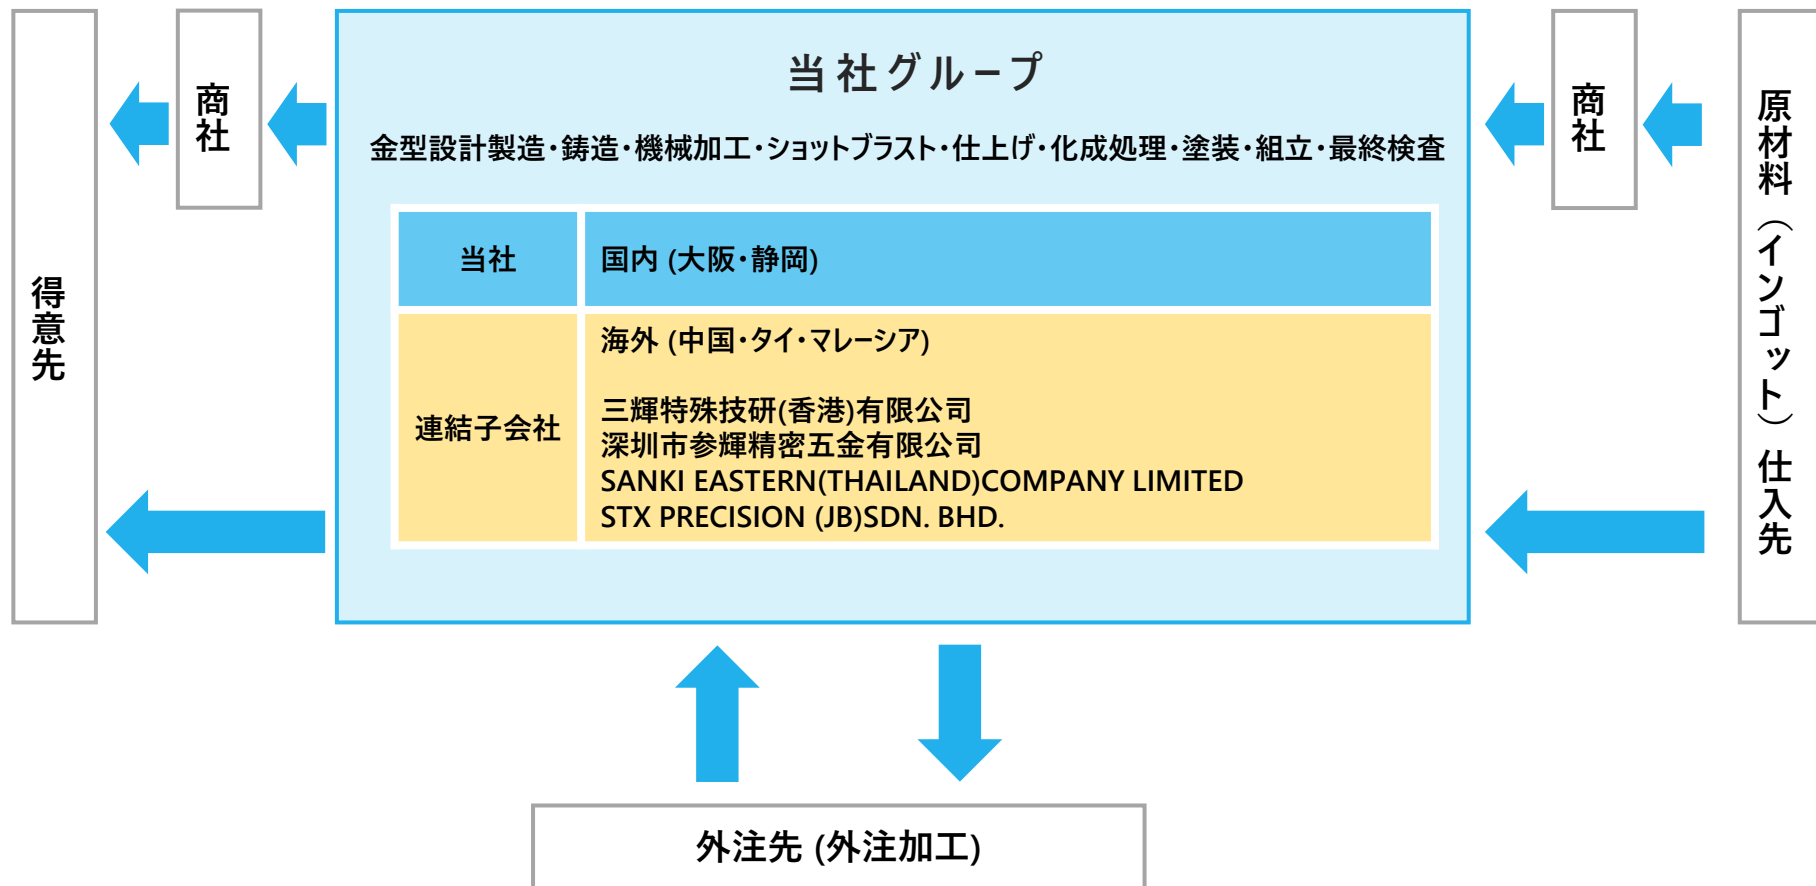 当社グループ
金型設計製造・鋳造・機械加工・ショットブラスト・仕上げ・化成処理・塗装・組立・最終検査
当社
国内 (大阪・静岡)
連結子会社
海外 (中国・タイ・マレーシア)
三輝特殊技研(香港)有限公司
深圳市参輝精密五金有限公司
SANKI EASTERN(THAILAND)COMPANY LIMITED
STX PRECISION (JB)SDN. BHD.
得意先
商社
商社
原材料（インゴット）仕入先
外注先 (外注加工)